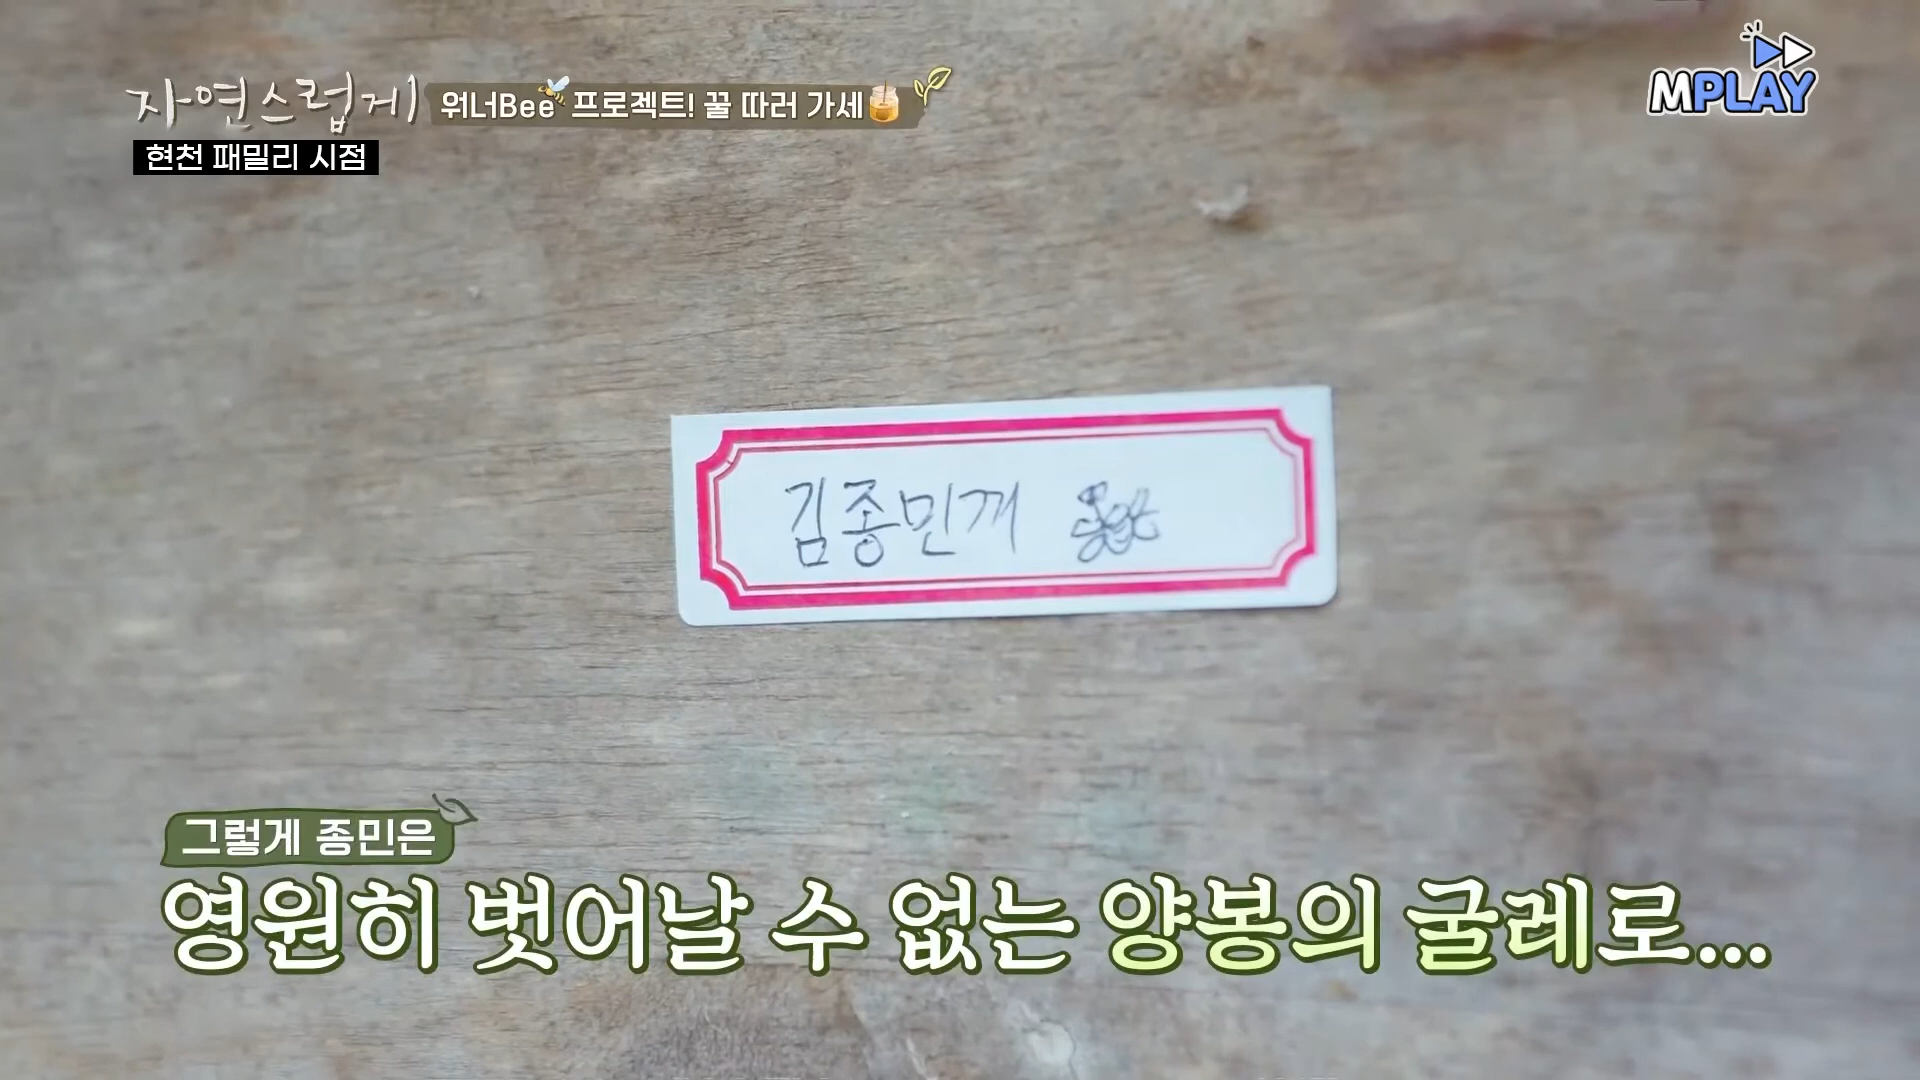 자연스럽게 워너Bee 프로젝트! 꿀 따러 가세
MPLAY
현천 패밀리 시점
김종민꺼
그렇게 종민은
영원히 벗어날 수 없는 양봉의 굴레로...